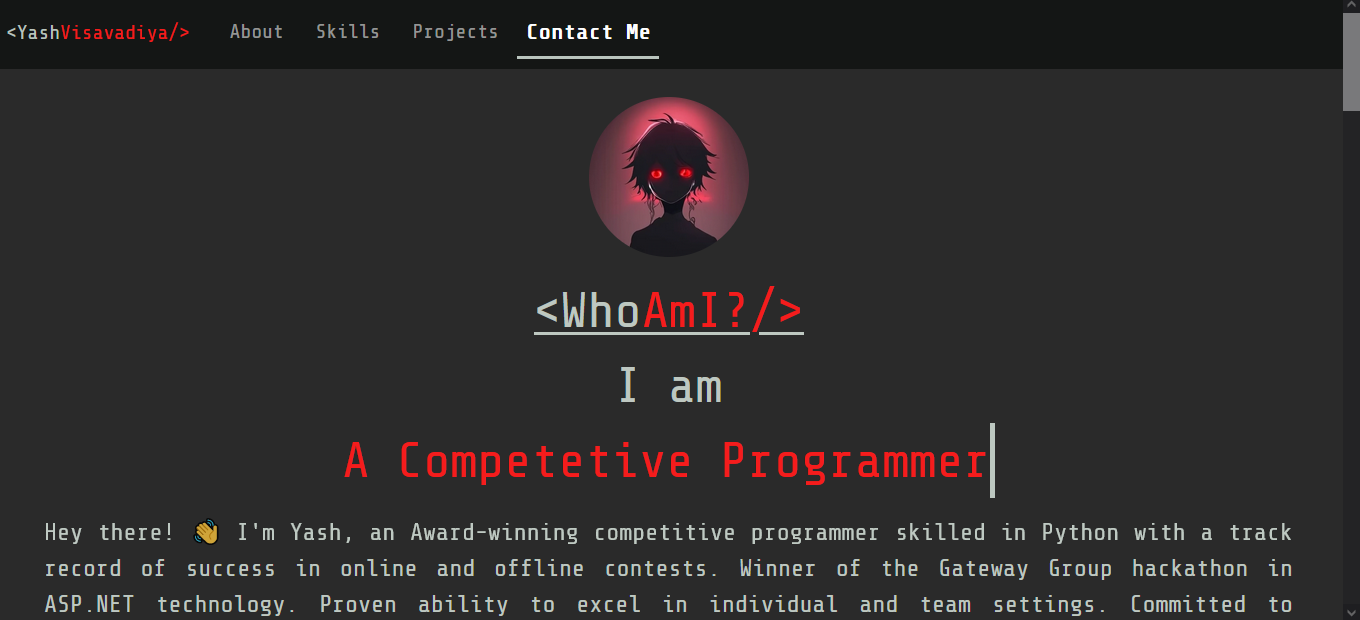 <YashVisavadiya/> About Skills Projects Contact Me
<WhoAmI?/>
I am
A Competetive Programmer
Hey there! 👋 I'm Yash, an Award-winning competitive programmer skilled in Python with a track
record of success in online and offline contests. Winner of the Gateway Group hackathon in
ASP.NET technology. Proven ability to excel in individual and team settings. Committed to